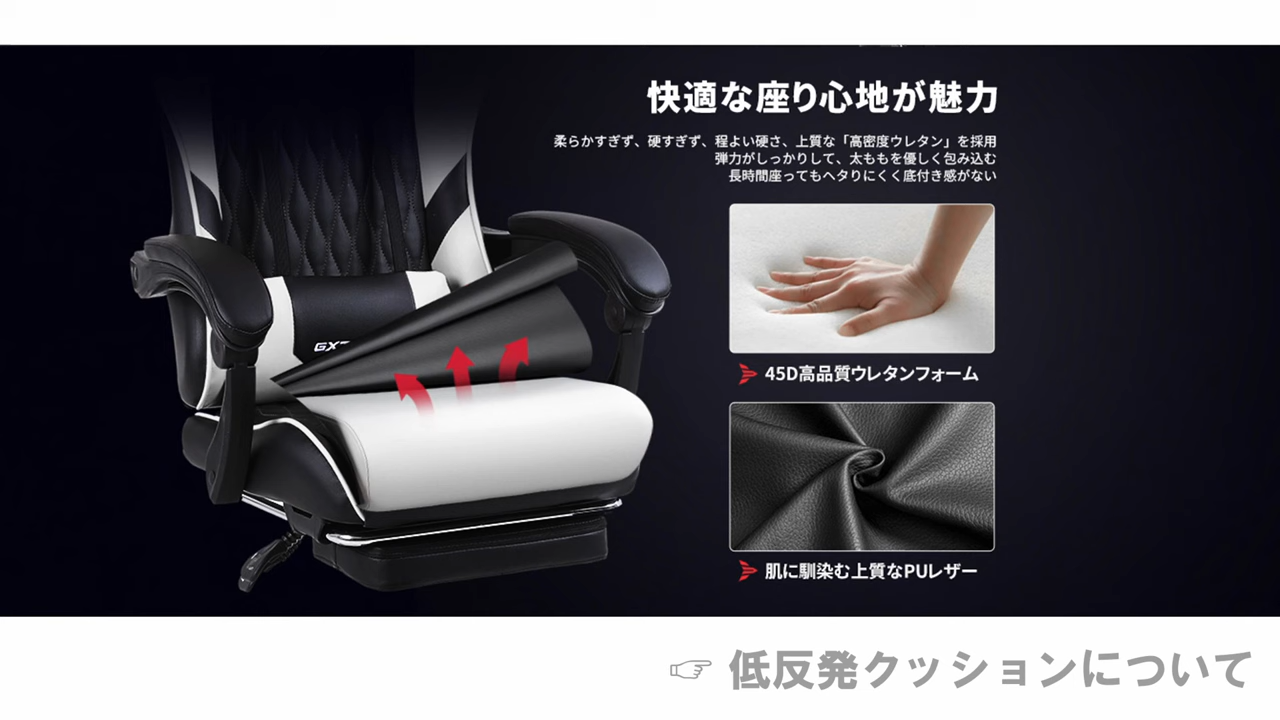 快適な座り心地が魅力
柔らかすぎず、硬すぎず、程よい硬さ、上質な「高密度ウレタン」を採用
弾力がしっかりして、太ももを優しく包み込む
長時間座ってもヘタりにくく底付き感がない
45D高品質ウレタンフォーム
肌に馴染む上質なPUレザー
☞ 低反発クッションについて